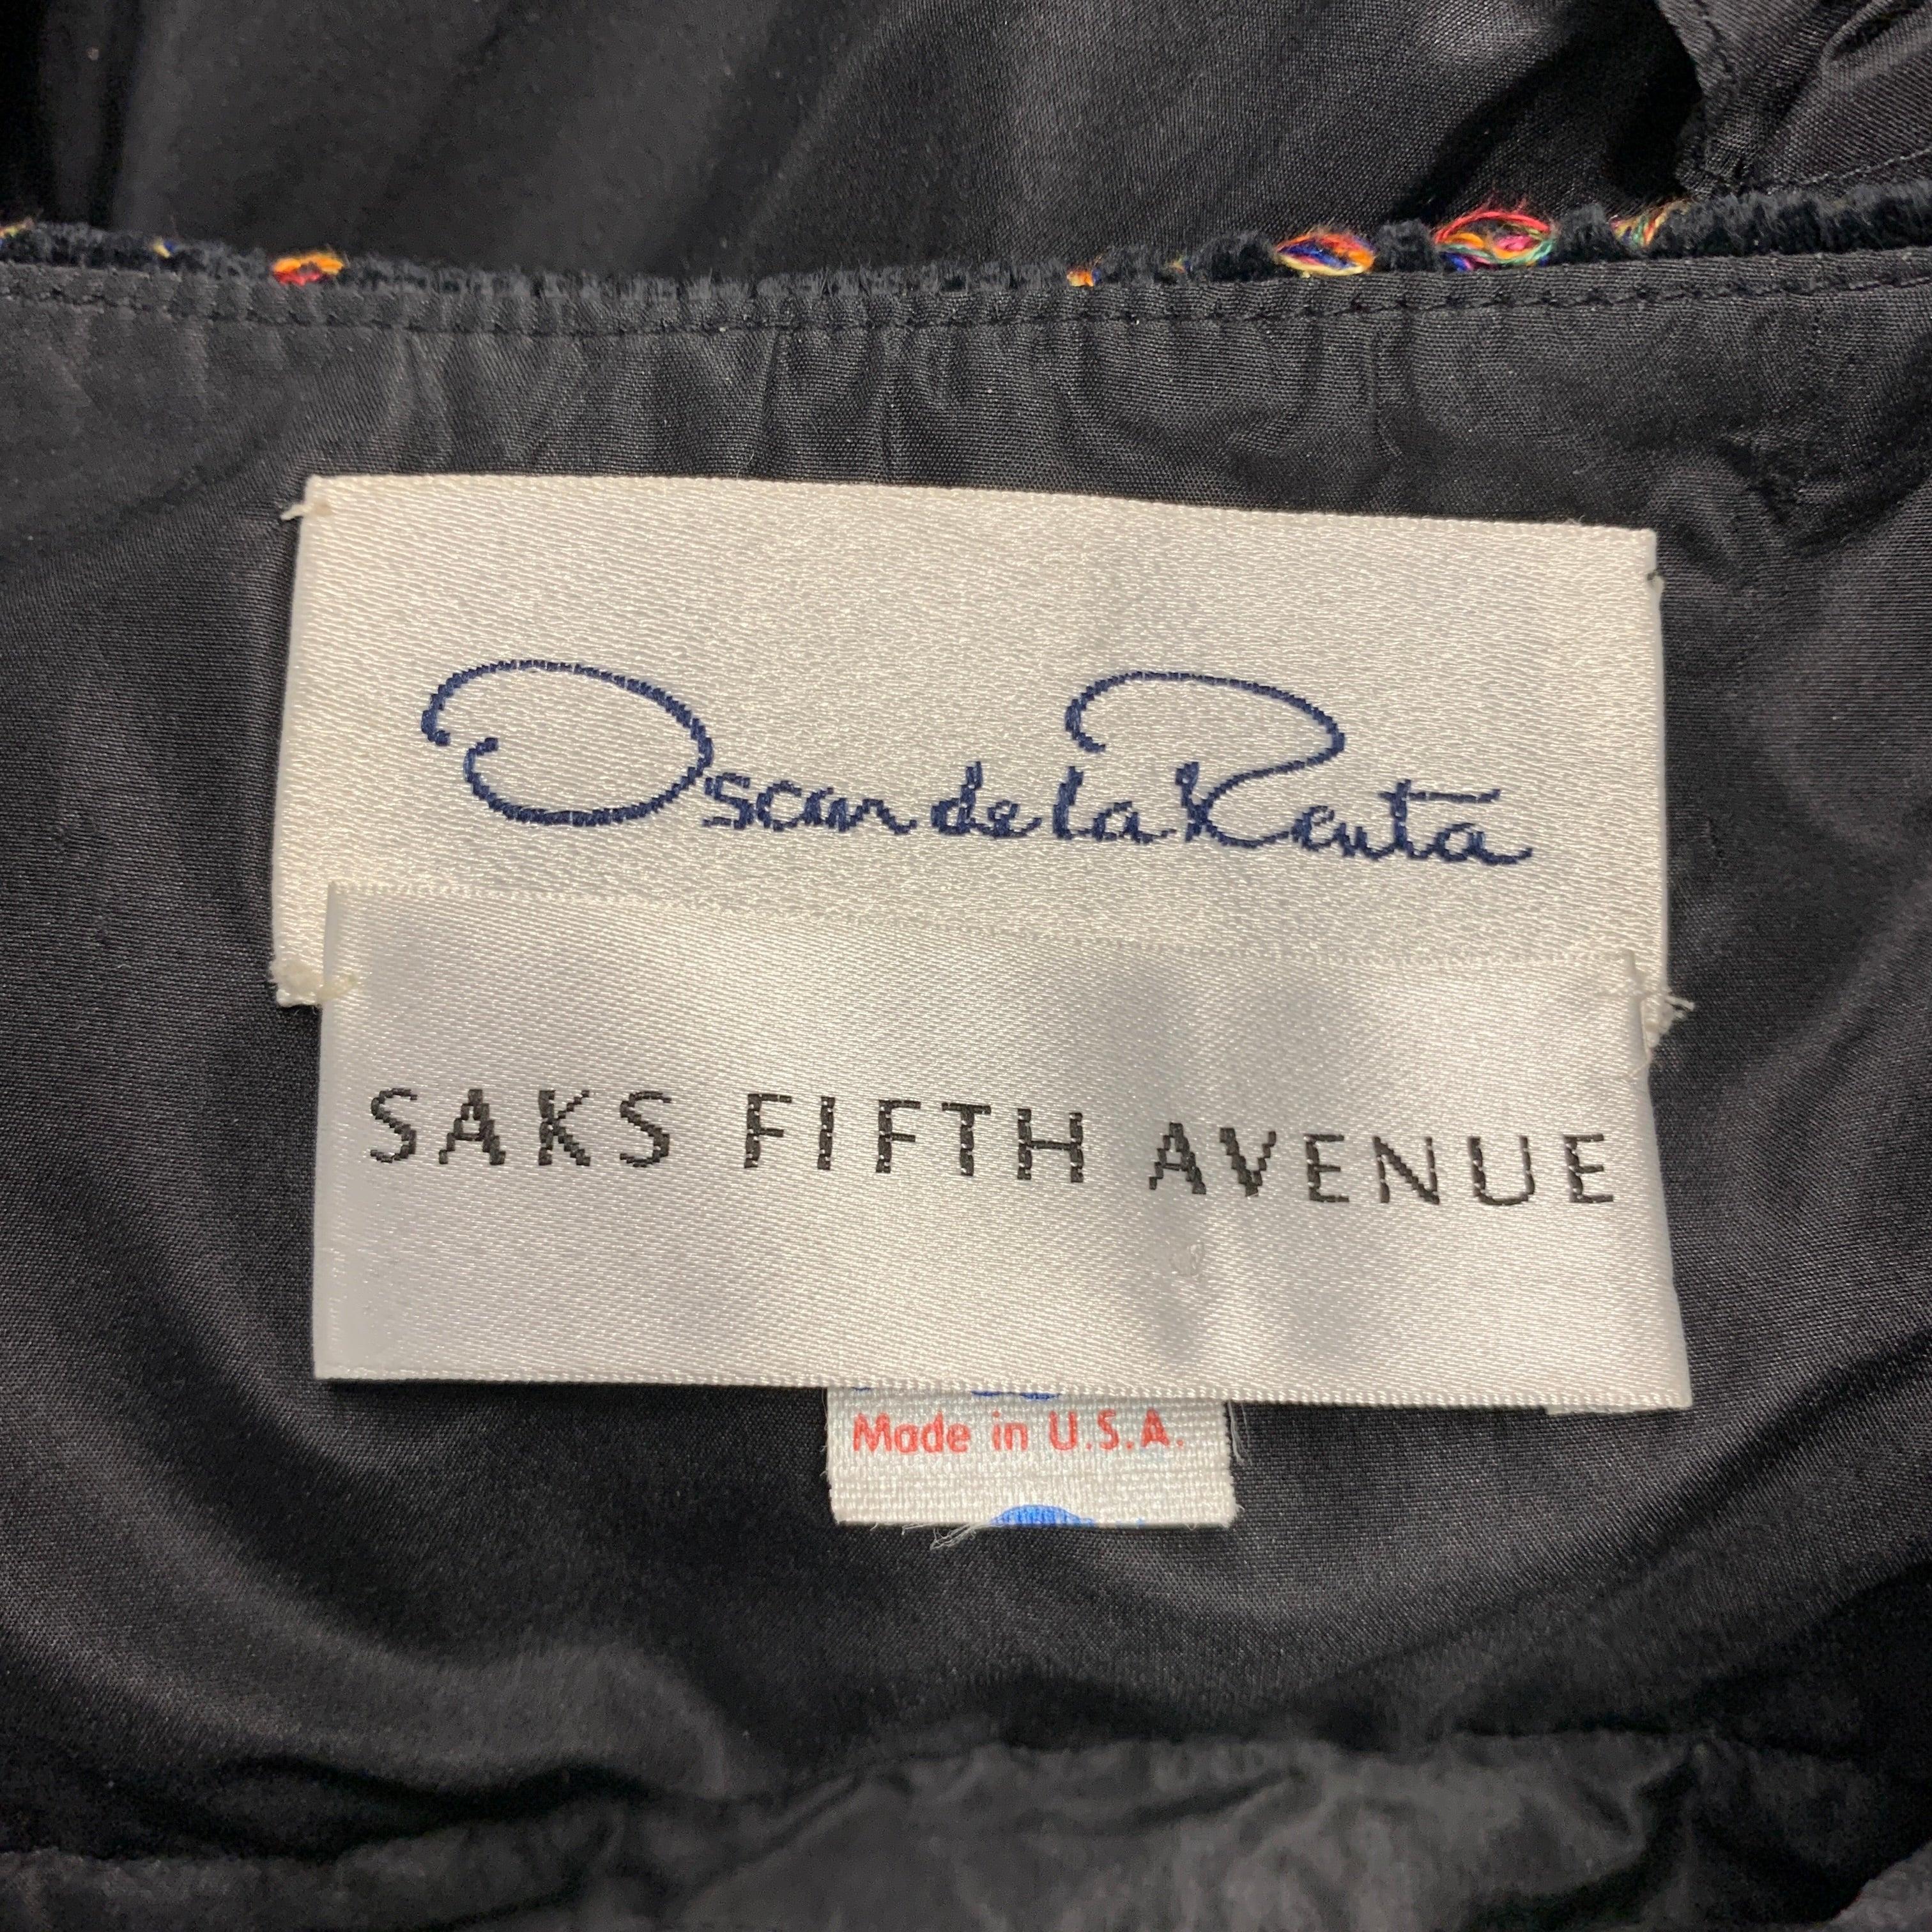 Oscar de la Renta
SAKS FIFTH AVENUE
Made in U.S.A.